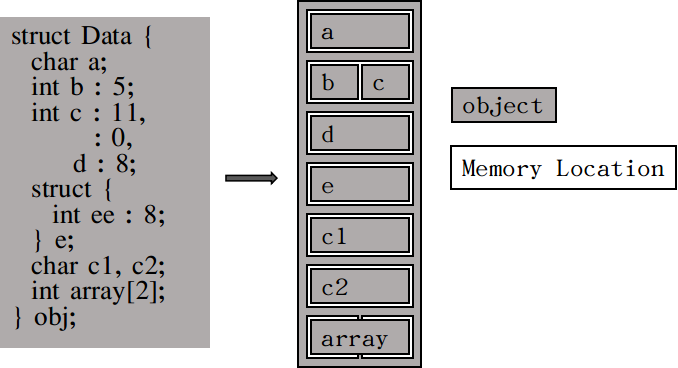 struct Data {
char a;
int b : 5;
int c : 11,
: 0,
d : 8;
struct {
int ee : 8;
} e;
char c1, c2;
int array[2];
} obj;
a
b c
d
e
c1
c2
array
object
Memory Location